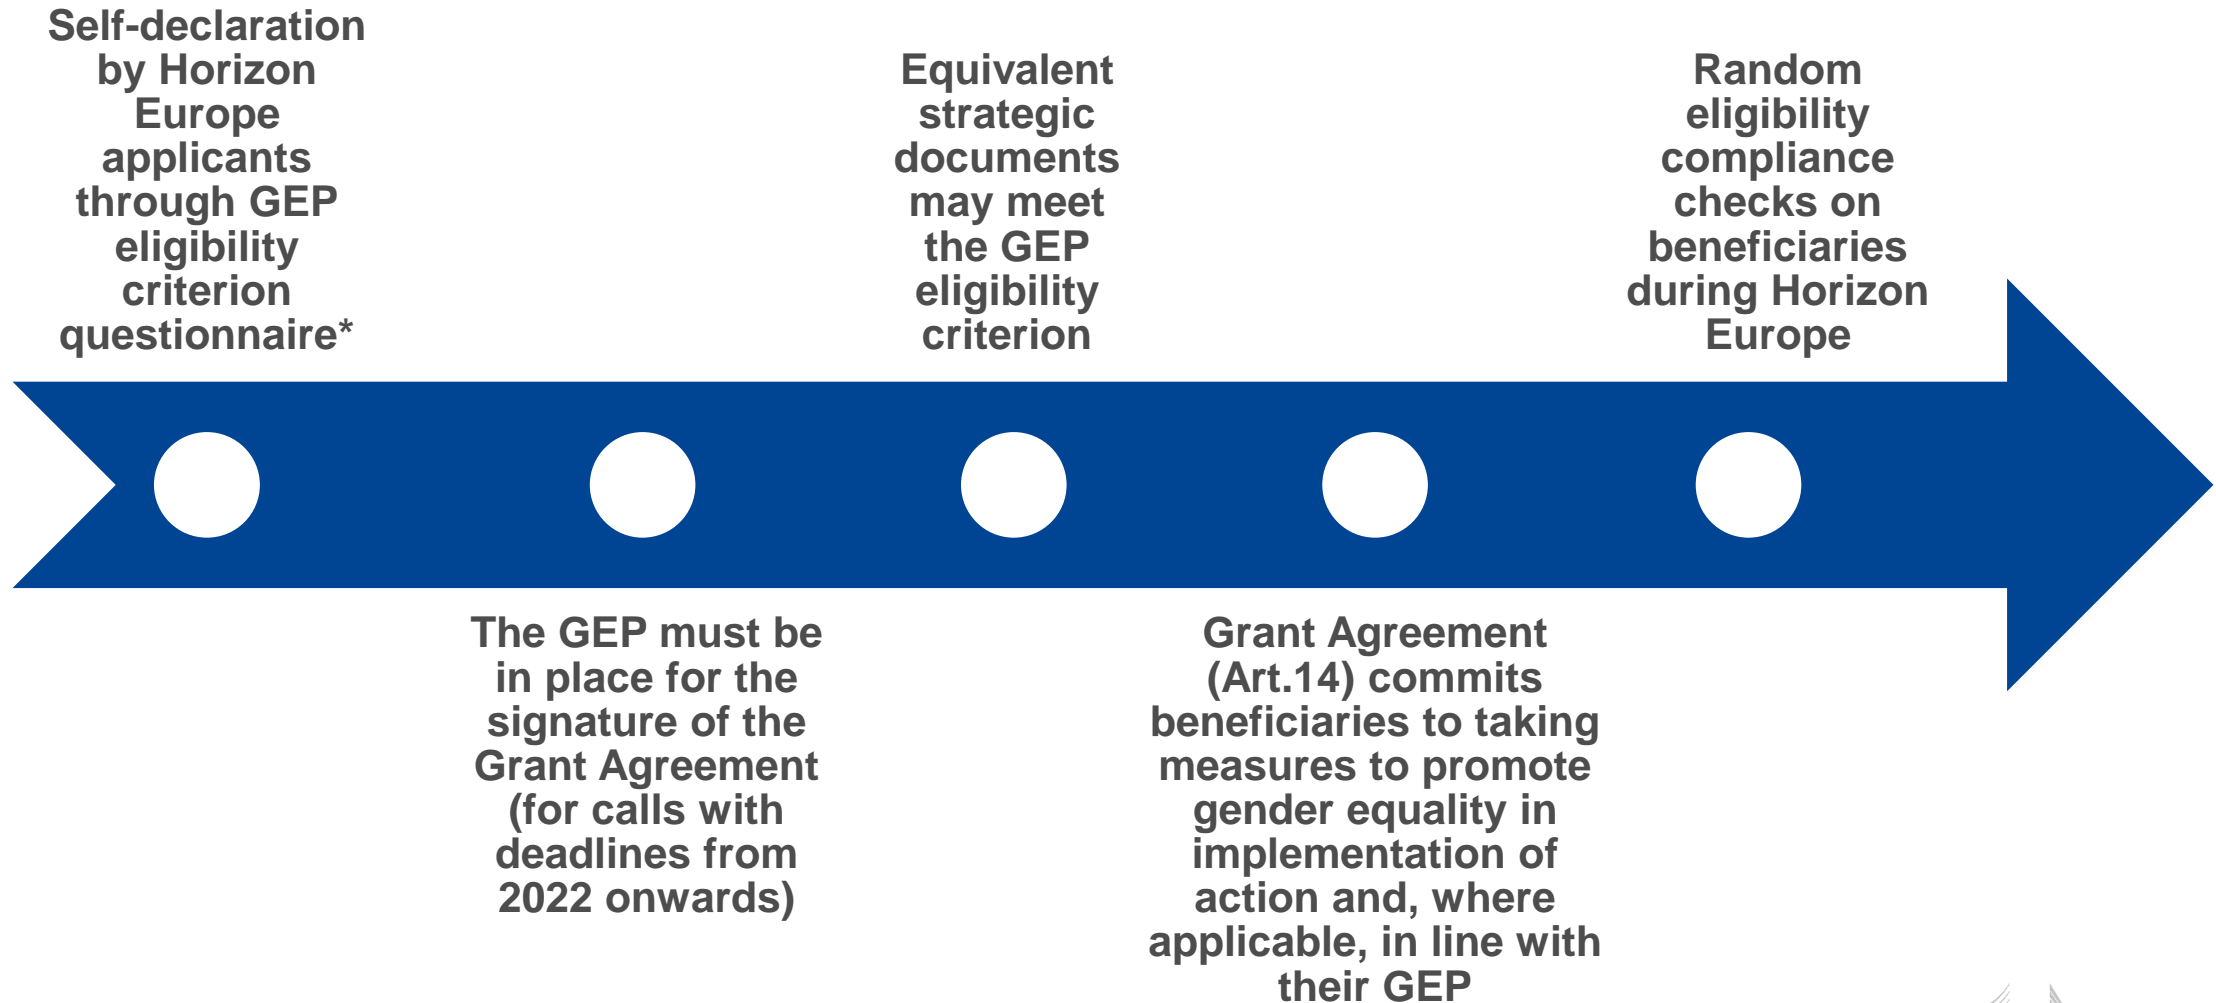 Self-declaration
by Horizon
Europe
applicants
through GEP
eligibility
criterion
questionnaire*
The GEP must be
in place for the
signature of the
Grant Agreement
(for calls with
deadlines from
2022 onwards)
Equivalent
strategic
documents
may meet
the GEP
eligibility
criterion
Grant Agreement
(Art.14) commits
beneficiaries to taking
measures to promote
gender equality in
implementation of
action and, where
applicable, in line with
their GEP
Random
eligibility
compliance
checks on
beneficiaries
during Horizon
Europe